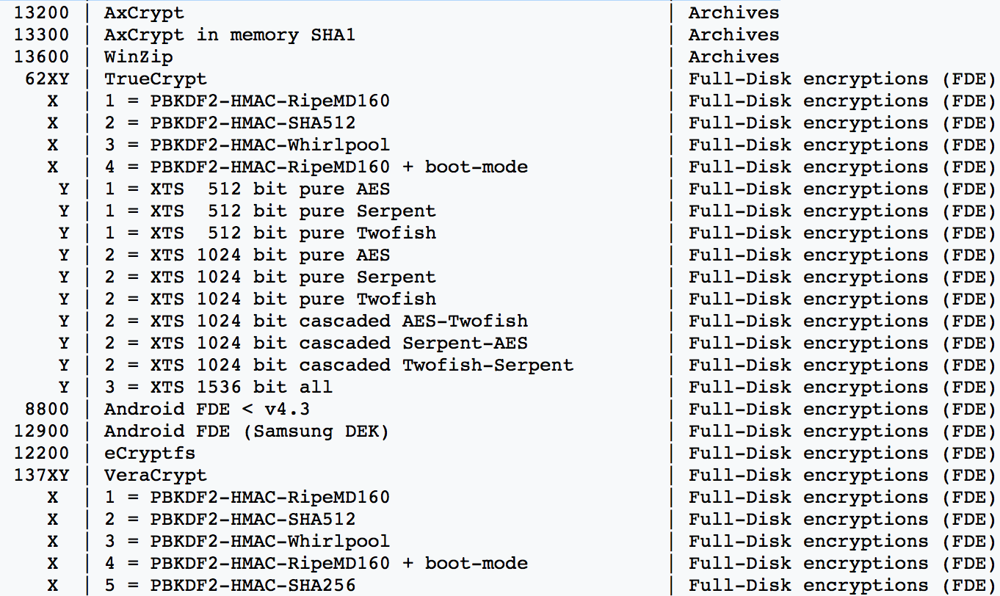 13200 | AxCrypt | Archives
13300 | AxCrypt in memory SHA1 | Archives
13600 | WinZip | Archives
62XY | TrueCrypt | Full-Disk encryptions (FDE)
X | 1 = PBKDF2-HMAC-RipeMD160 | Full-Disk encryptions (FDE)
X | 2 = PBKDF2-HMAC-SHA512 | Full-Disk encryptions (FDE)
X | 3 = PBKDF2-HMAC-Whirlpool | Full-Disk encryptions (FDE)
X | 4 = PBKDF2-HMAC-RipeMD160 + boot-mode | Full-Disk encryptions (FDE)
Y | 1 = XTS  512 bit pure AES | Full-Disk encryptions (FDE)
Y | 1 = XTS  512 bit pure Serpent | Full-Disk encryptions (FDE)
Y | 1 = XTS  512 bit pure Twofish | Full-Disk encryptions (FDE)
Y | 2 = XTS 1024 bit pure AES | Full-Disk encryptions (FDE)
Y | 2 = XTS 1024 bit pure Serpent | Full-Disk encryptions (FDE)
Y | 2 = XTS 1024 bit pure Twofish | Full-Disk encryptions (FDE)
Y | 2 = XTS 1024 bit cascaded AES-Twofish | Full-Disk encryptions (FDE)
Y | 2 = XTS 1024 bit cascaded Serpent-AES | Full-Disk encryptions (FDE)
Y | 2 = XTS 1024 bit cascaded Twofish-Serpent | Full-Disk encryptions (FDE)
Y | 3 = XTS 1536 bit all | Full-Disk encryptions (FDE)
8800 | Android FDE < v4.3 | Full-Disk encryptions (FDE)
12900 | Android FDE (Samsung DEK) | Full-Disk encryptions (FDE)
12200 | eCryptfs | Full-Disk encryptions (FDE)
137XY | VeraCrypt | Full-Disk encryptions (FDE)
X | 1 = PBKDF2-HMAC-RipeMD160 | Full-Disk encryptions (FDE)
X | 2 = PBKDF2-HMAC-SHA512 | Full-Disk encryptions (FDE)
X | 3 = PBKDF2-HMAC-Whirlpool | Full-Disk encryptions (FDE)
X | 4 = PBKDF2-HMAC-RipeMD160 + boot-mode | Full-Disk encryptions (FDE)
X | 5 = PBKDF2-HMAC-SHA256 | Full-Disk encryptions (FDE)